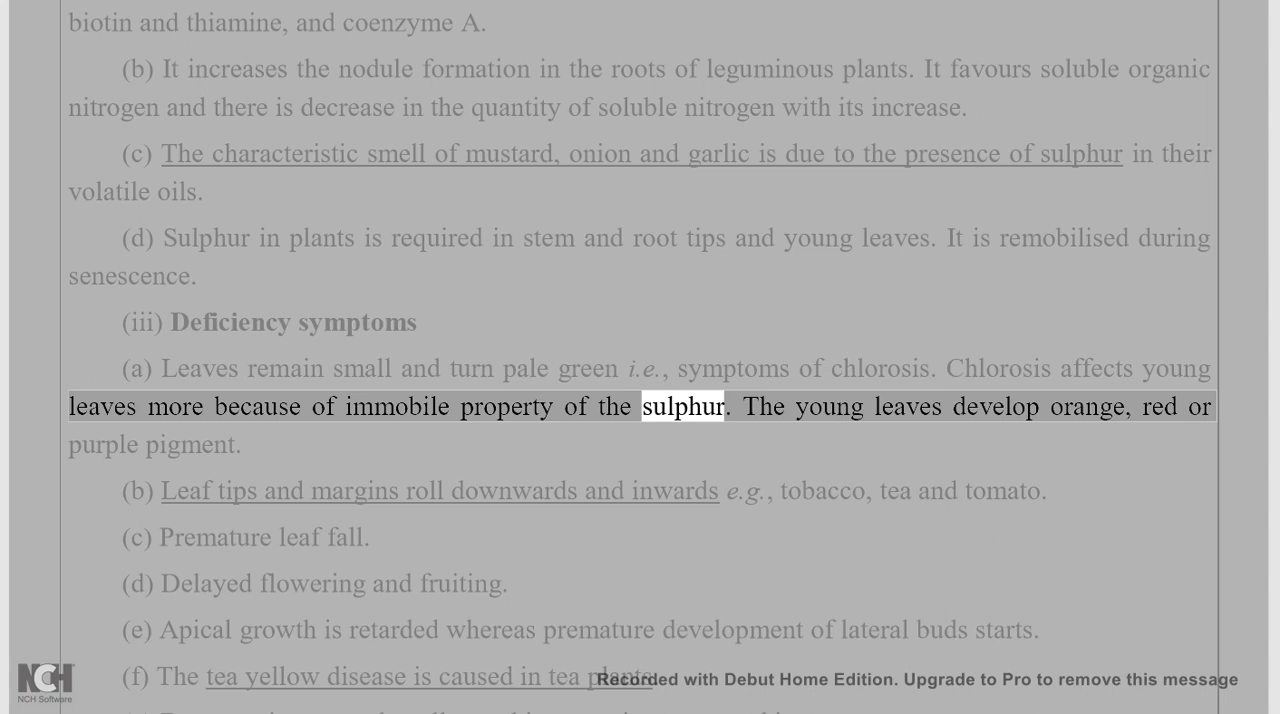 biotin and thiamine, and coenzyme A.
(b) It increases the nodule formation in the roots of leguminous plants. It favours soluble organic
nitrogen and there is decrease in the quantity of soluble nitrogen with its increase.
(c) The characteristic smell of mustard, onion and garlic is due to the presence of sulphur in their
volatile oils.
(d) Sulphur in plants is required in stem and root tips and young leaves. It is remobilised during
senescence.
(iii) Deficiency symptoms
(a) Leaves remain small and turn pale green i.e., symptoms of chlorosis. Chlorosis affects young
leaves more because of immobile property of the sulphur. The young leaves develop orange, red or
purple pigment.
(b) Leaf tips and margins roll downwards and inwards e.g., tobacco, tea and tomato.
(c) Premature leaf fall.
(d) Delayed flowering and fruiting.
(e) Apical growth is retarded whereas premature development of lateral buds starts.
(f) The tea yellow disease is caused in tea plants.
Recorded with Debut Home Edition. Upgrade to Pro to remove this message
NCH
NCH Software